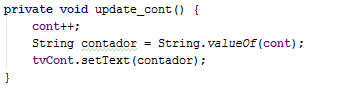 private void update_cont() {
    cont++;
    String contador = String.valueOf(cont);
    tvCont.setText(contador);
}